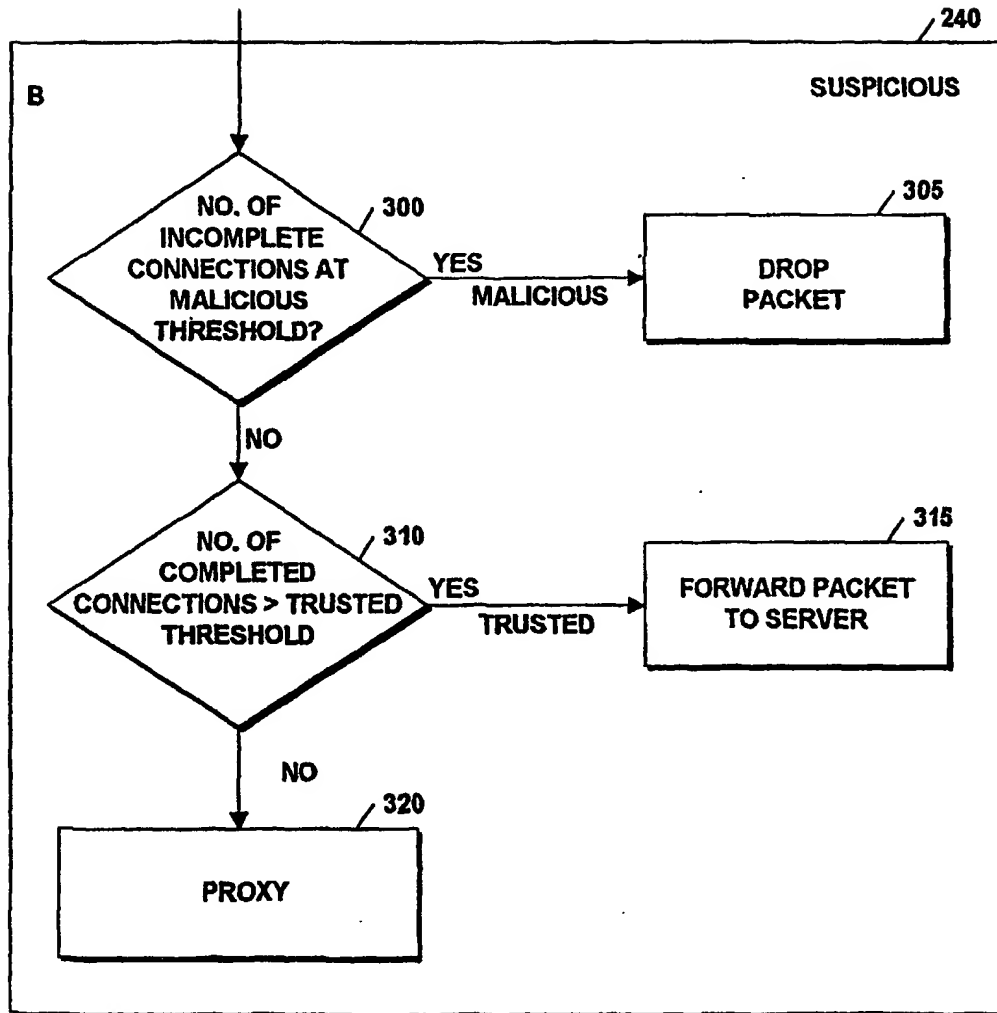 240
B
SUSPICIOUS
NO. OF
INCOMPLETE
CONNECTIONS AT
MALICIOUS
THRESHOLD?
300
YES
MALICIOUS
305
DROP
PACKET
NO
NO. OF
COMPLETED
CONNECTIONS > TRUSTED
THRESHOLD
310
YES
TRUSTED
315
FORWARD PACKET
TO SERVER
NO
320
PROXY